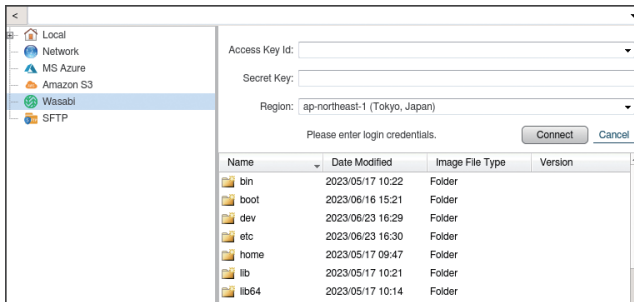 <
Local
Network
MS Azure
Amazon S3
Wasabi
SFTP
Access Key Id:
Secret Key:
Region: ap-northeast-1 (Tokyo, Japan)
Please enter login credentials. Connect Cancel
Name Date Modified Image File Type Version
bin 2023/05/17 10:22 Folder
boot 2023/06/16 15:21 Folder
dev 2023/06/23 16:29 Folder
etc 2023/06/23 16:30 Folder
home 2023/05/17 09:47 Folder
lib 2023/05/17 10:21 Folder
lib64 2023/05/17 10:14 Folder